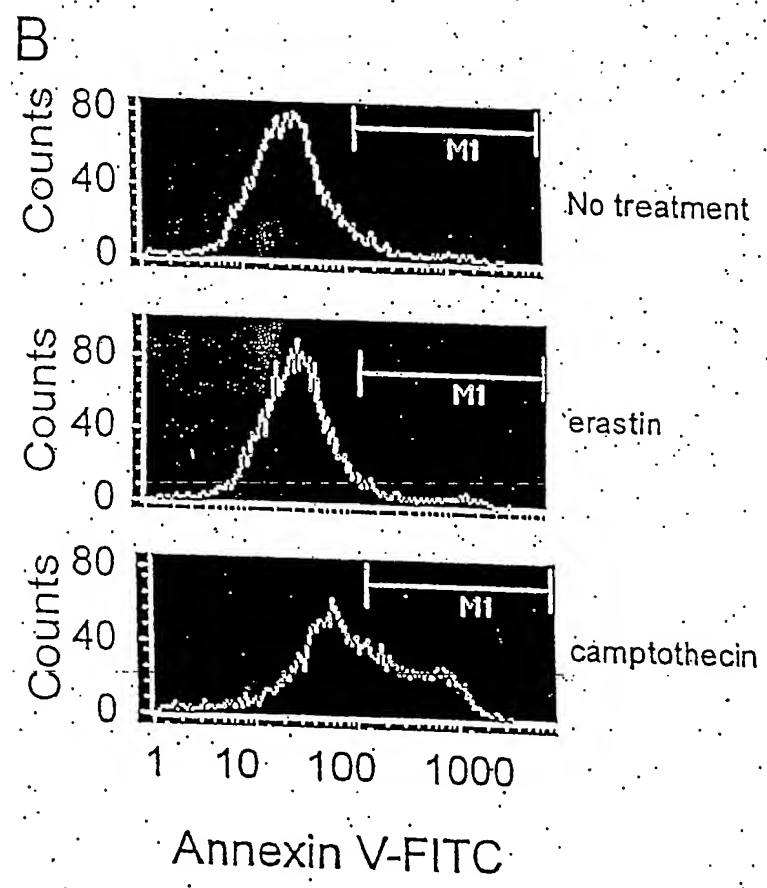 B
Counts
80
40
0
M1
No treatment
Counts
80
40
0
M1
erastin
Counts
80
40
0
M1
camptothecin
1 10 100 1000
Annexin V-FITC